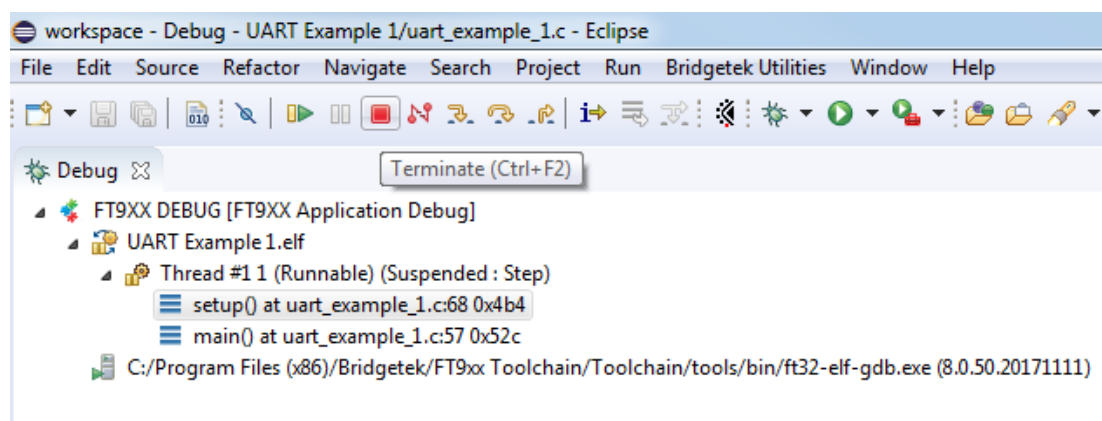 workspace - Debug - UART Example 1/uart_example_1.c - Eclipse
File Edit Source Refactor Navigate Search Project Run Bridgetek Utilities Window Help
010
Terminate (Ctrl+F2)
Debug
FT9XX DEBUG [FT9XX Application Debug]
UART Example 1.elf
Thread #1 1 (Runnable) (Suspended : Step)
setup() at uart_example_1.c:68 0x4b4
main() at uart_example_1.c:57 0x52c
C:/Program Files (x86)/Bridgetek/FT9xx Toolchain/Toolchain/tools/bin/ft32-elf-gdb.exe (8.0.50.20171111)